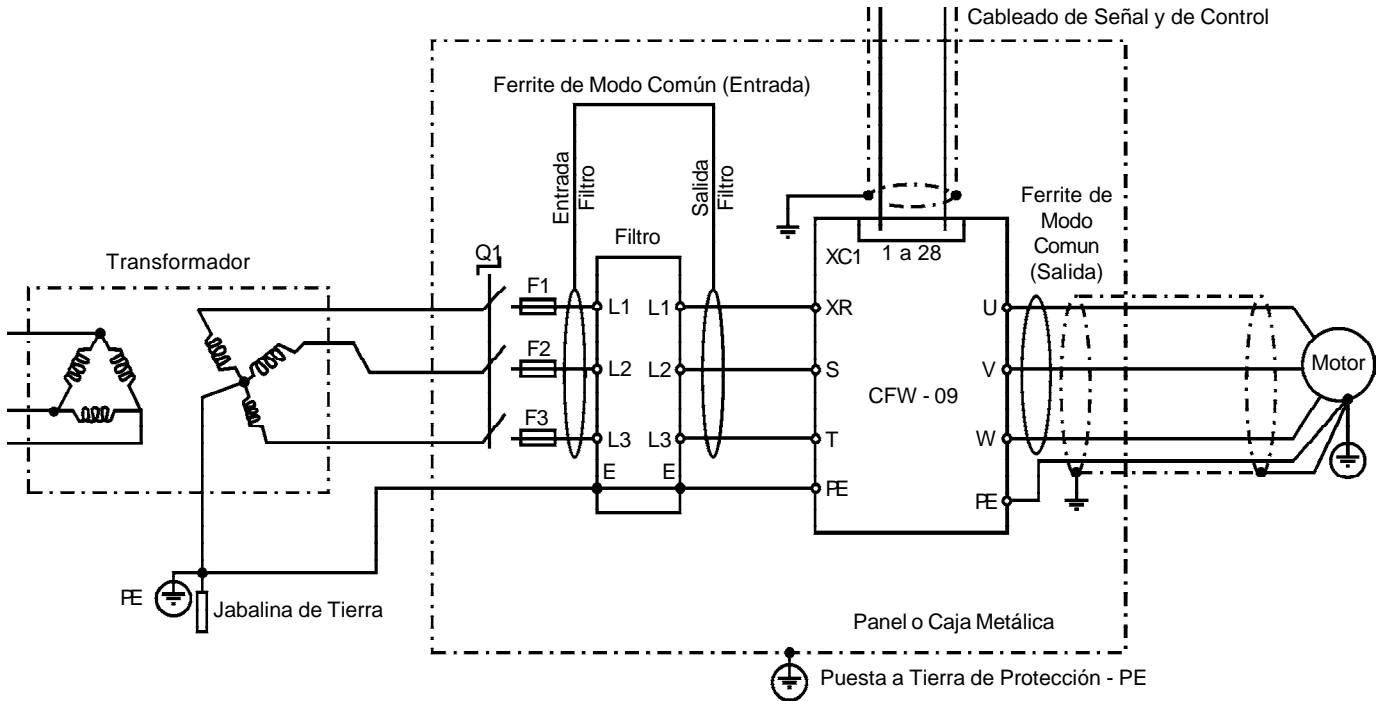 Cableado de Señal y de Control
Ferrite de Modo Común (Entrada)
Entrada
Filtro
Salida
Filtro
Ferrite de
Modo
Comun
(Salida)
Transformador
Q1
Filtro
XC1
1 a 28
F1
L1
L1
XR
U
F2
L2
L2
S
V
Motor
CFW - 09
F3
L3
L3
T
W
E
E
PE
PE
PE
Jabalina de Tierra
Panel o Caja Metálica
Puesta a Tierra de Protección - PE